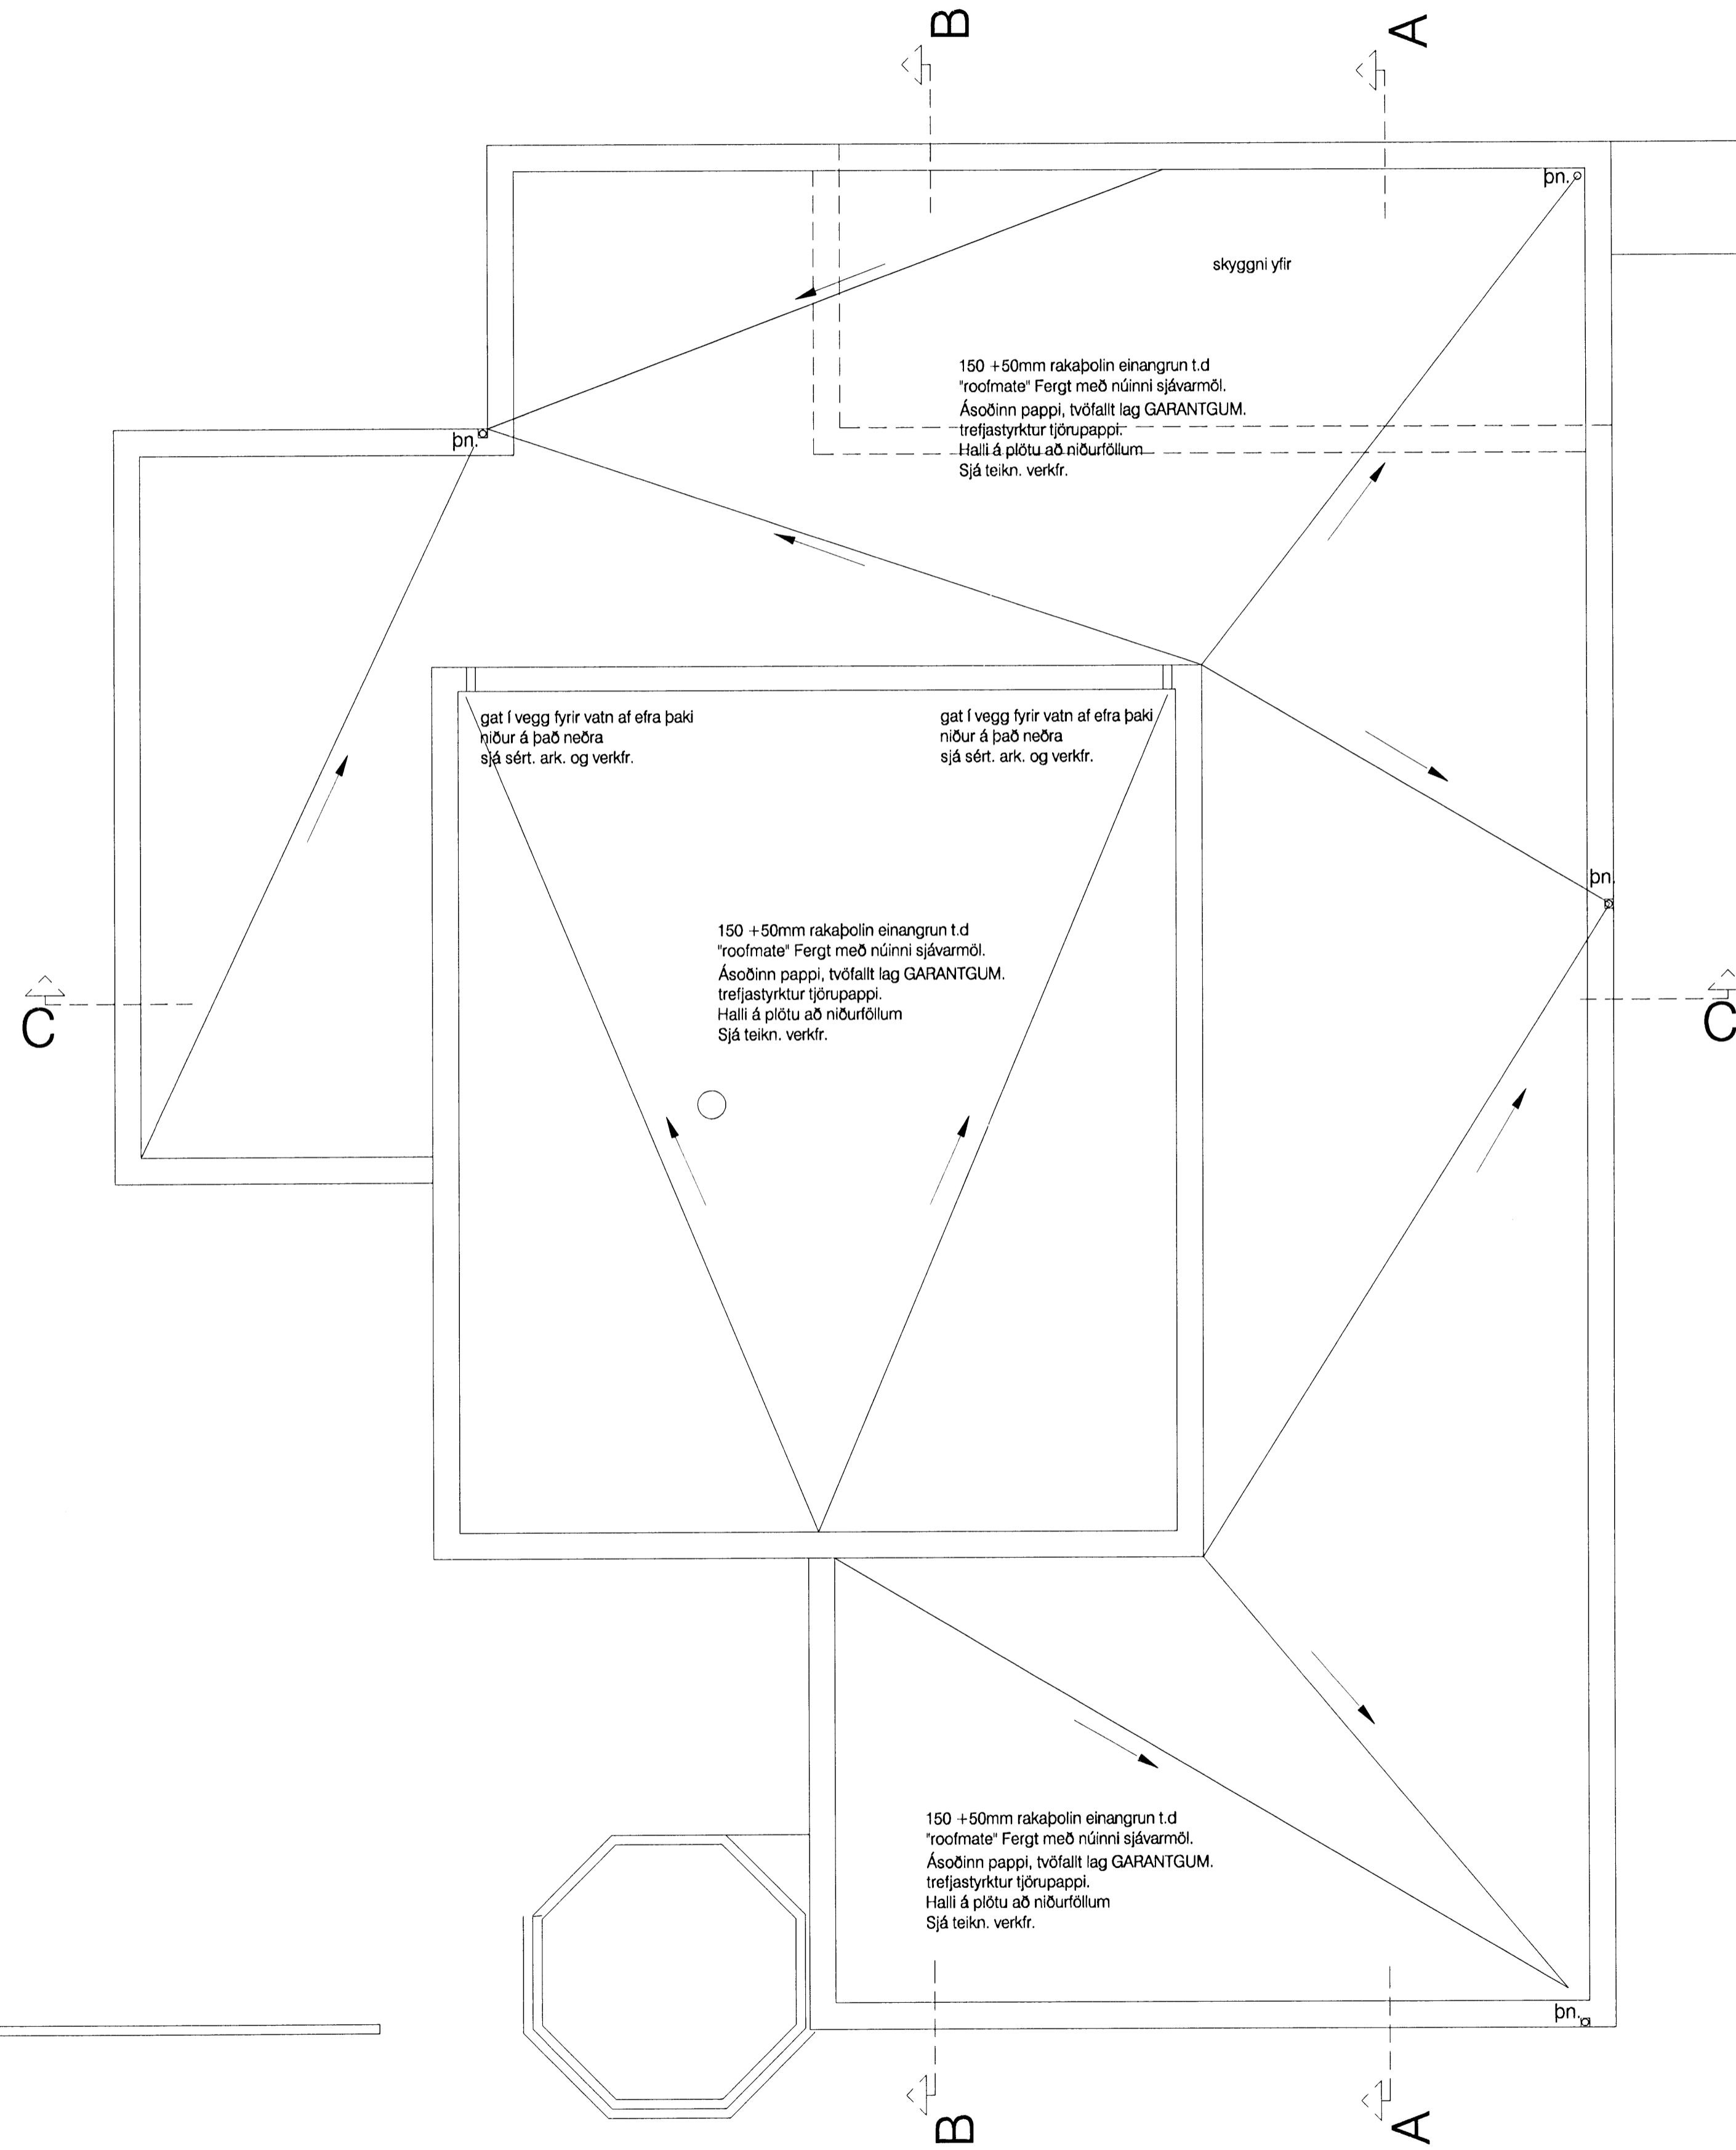 B
A
þn.
skyggni yfir
150 +50mm rakaþolin einangrun t.d
"roofmate" Fergt með núinni sjávarmöl.
Ásoðinn pappi, tvöfallt lag GARANTGUM.
trefjastyrktur tjörupappi.
Halli á plötu að niðurföllum
Sjá teikn. verkfr.
þn.
gat í vegg fyrir vatn af efra þaki
niður á það neðra
sjá sért. ark. og verkfr.
gat í vegg fyrir vatn af efra þaki
niður á það neðra
sjá sért. ark. og verkfr.
þn.
150 +50mm rakaþolin einangrun t.d
"roofmate" Fergt með núinni sjávarmöl.
Ásoðinn pappi, tvöfallt lag GARANTGUM.
trefjastyrktur tjörupappi.
Halli á plötu að niðurföllum
Sjá teikn. verkfr.
C
C
150 +50mm rakaþolin einangrun t.d
"roofmate" Fergt með núinni sjávarmöl.
Ásoðinn pappi, tvöfallt lag GARANTGUM.
trefjastyrktur tjörupappi.
Halli á plötu að niðurföllum
Sjá teikn. verkfr.
þn.
B
A